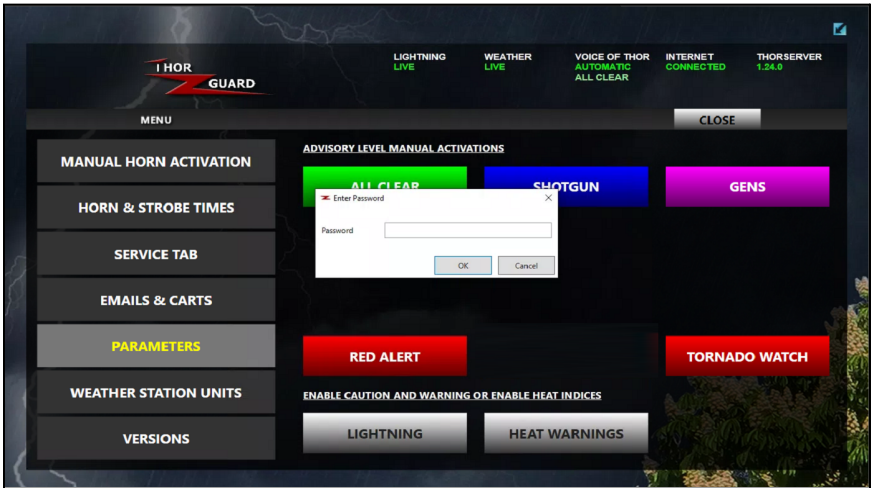 THOR
GUARD
LIGHTNING
LIVE
WEATHER
LIVE
VOICE OF THOR
AUTOMATIC
ALL CLEAR
INTERNET
CONNECTED
THORSERVER
1.24.0
MENU
CLOSE
MANUAL HORN ACTIVATION
HORN & STROBE TIMES
SERVICE TAB
EMAILS & CARTS
PARAMETERS
WEATHER STATION UNITS
VERSIONS
ADVISORY LEVEL MANUAL ACTIVATIONS
ALL CLEAR
SHOTGUN
GENS
Enter Password
Password
OK
Cancel
RED ALERT
TORNADO WATCH
ENABLE CAUTION AND WARNING OR ENABLE HEAT INDICES
LIGHTNING
HEAT WARNINGS